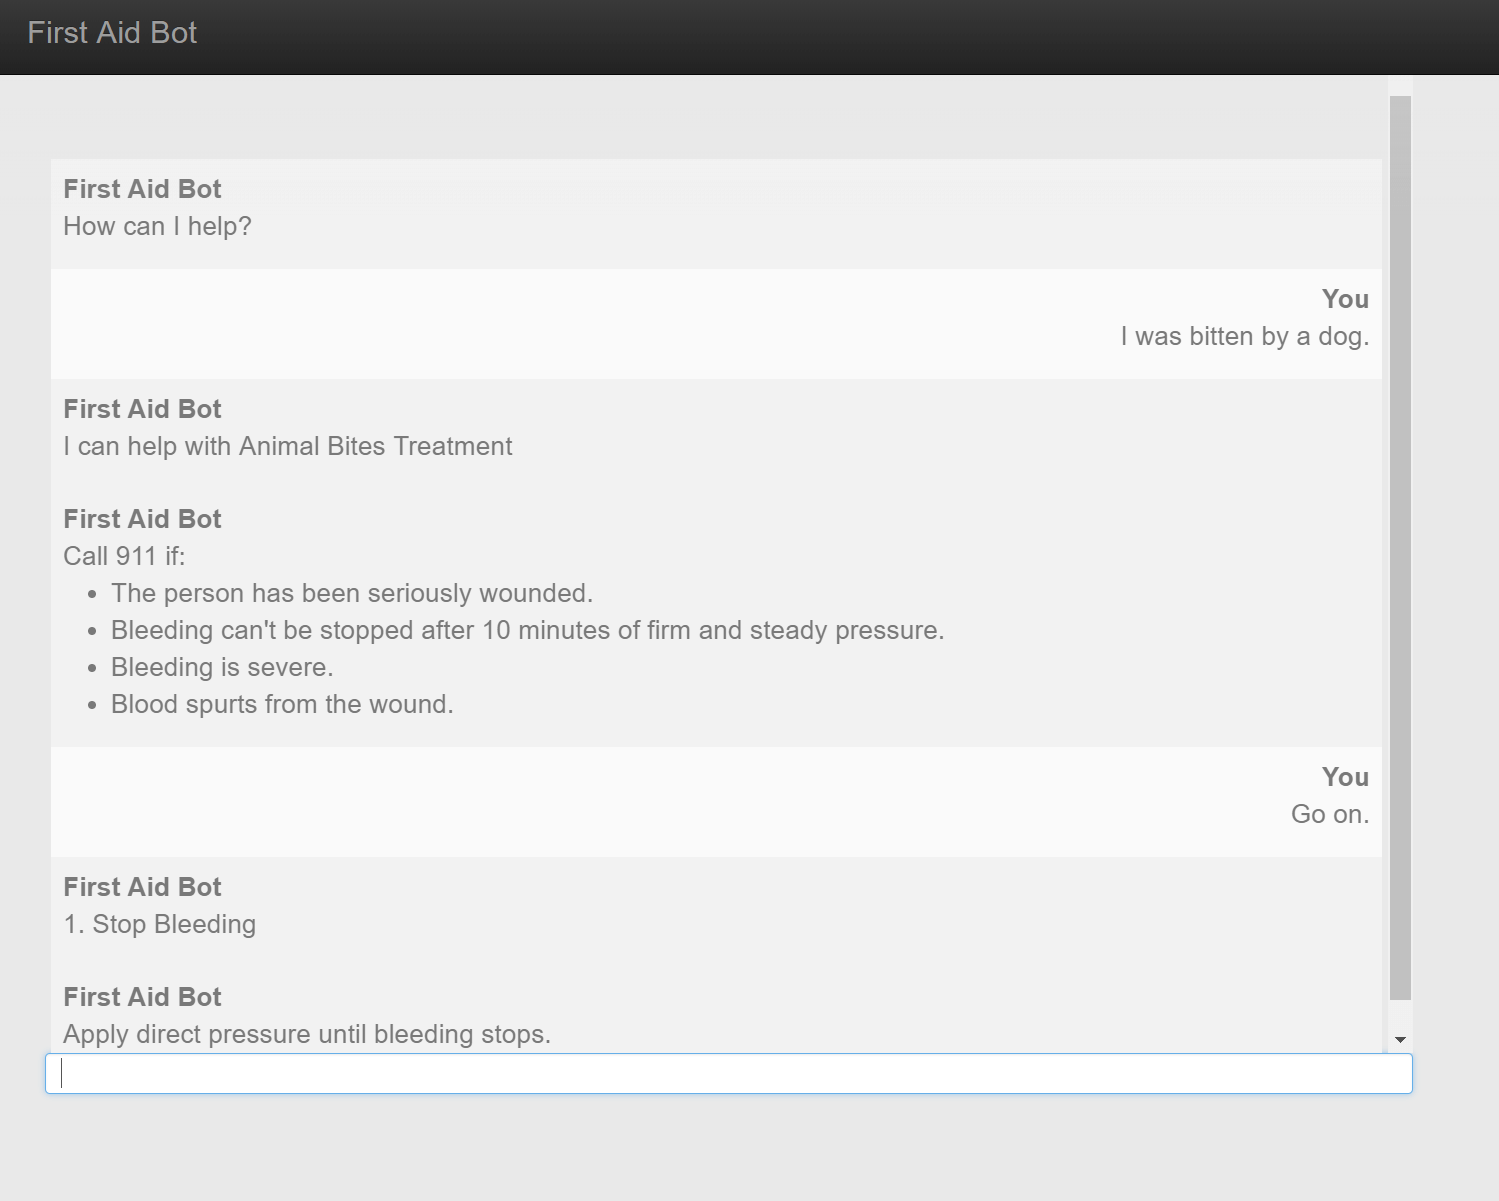 First Aid Bot
First Aid Bot
How can I help?
You
I was bitten by a dog.
First Aid Bot
I can help with Animal Bites Treatment
First Aid Bot
Call 911 if:
• The person has been seriously wounded.
• Bleeding can't be stopped after 10 minutes of firm and steady pressure.
• Bleeding is severe.
• Blood spurts from the wound.
You
Go on.
First Aid Bot
1. Stop Bleeding
First Aid Bot
Apply direct pressure until bleeding stops.